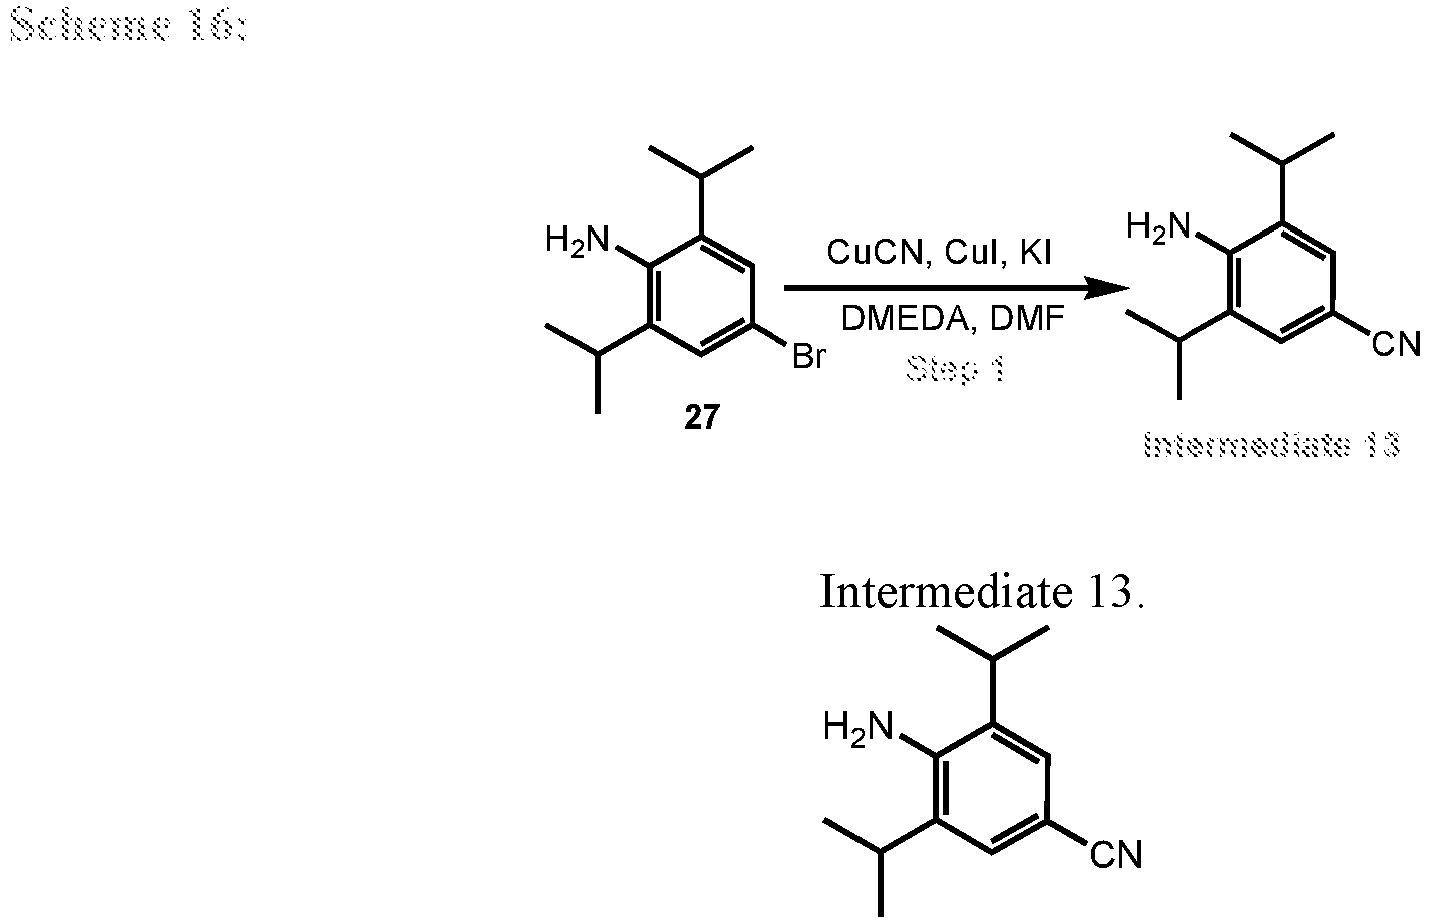 Scheme 16:
H₂N
Br
27
CuCN, CuI, KI
DMEDA, DMF
Step 1
H₂N
CN
Intermediate 13
Intermediate 13.
H₂N
CN